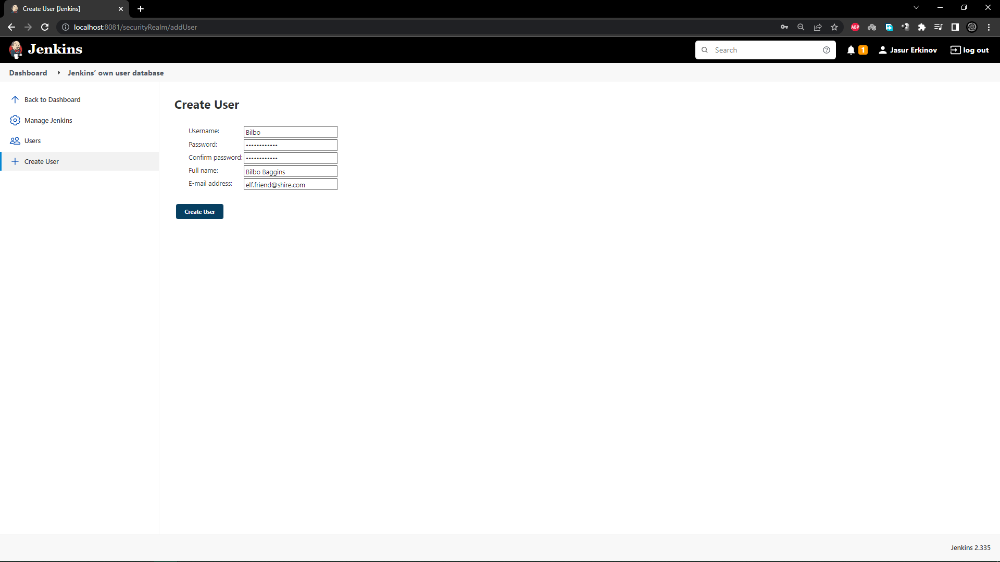 Create User [Jenkins]
localhost:8081/securityRealm/addUser
ABP
Jenkins
Search
1
Jasur Erkinov
log out
Dashboard
Jenkins’ own user database
Back to Dashboard
Manage Jenkins
Users
Create User
Create User
Username:
Bilbo
Password:
••••••••••••
Confirm password:
••••••••••••
Full name:
Bilbo Baggins
E-mail address:
elf.friend@shire.com
Create User
Jenkins 2.335